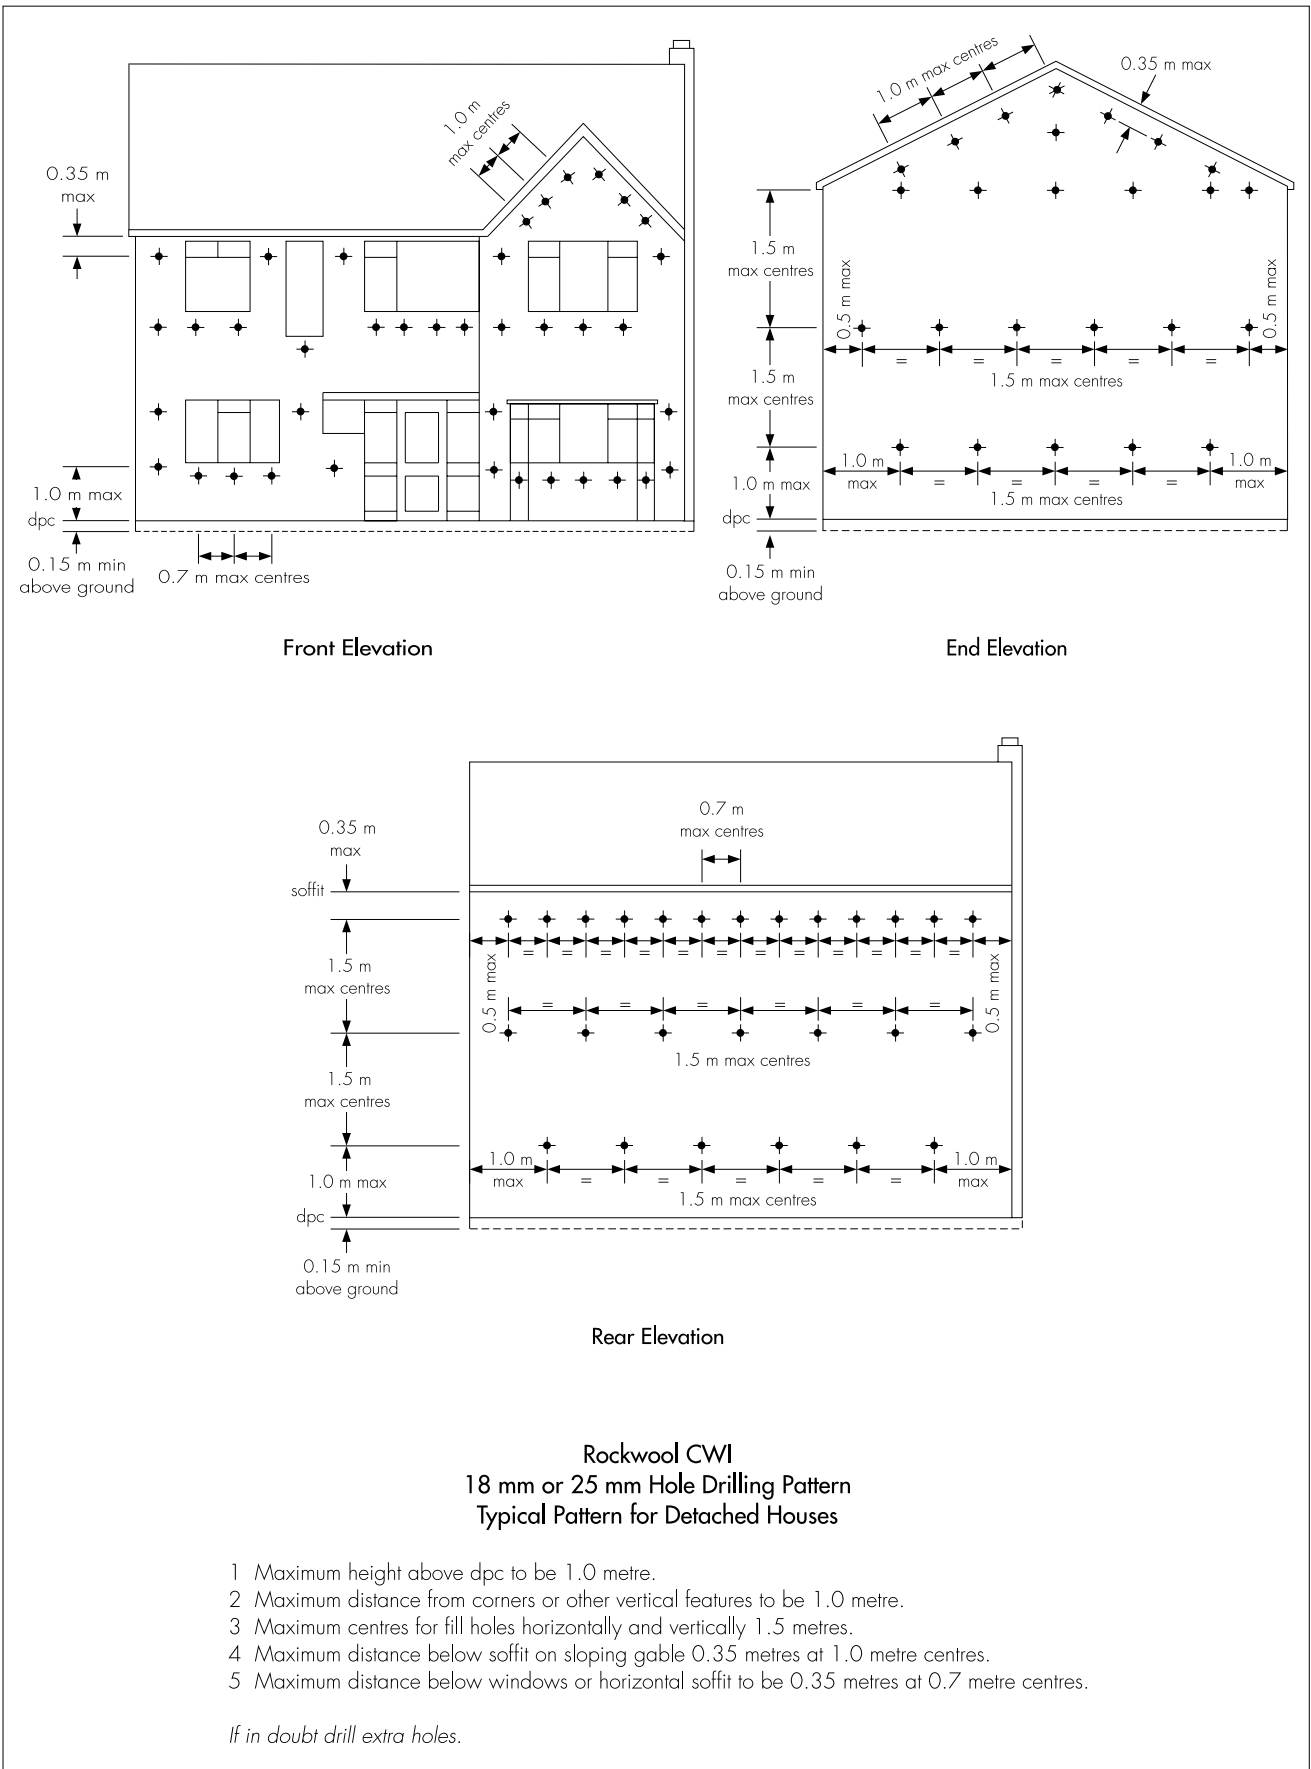 1.0 m
max centres
0.35 m
max
1.0 m max
dpc
0.15 m min
above ground
0.7 m max centres
Front Elevation
1.0 m max centres
0.35 m max
1.5 m
max centres
0.5 m max
0.5 m max
= = = = =
1.5 m max centres
1.5 m
max centres
1.0 m
max
1.0 m
max
= = = =
1.5 m max centres
1.0 m max
dpc
0.15 m min
above ground
End Elevation
0.7 m
max centres
0.35 m
max
soffit
= = = = = = = = = = = =
1.5 m
max centres
0.5 m max
0.5 m max
= = = = = =
1.5 m max centres
1.5 m
max centres
1.0 m
max
1.0 m
max
= = = = =
1.5 m max centres
1.0 m max
dpc
0.15 m min
above ground
Rear Elevation
Rockwool CWI
18 mm or 25 mm Hole Drilling Pattern
Typical Pattern for Detached Houses
1 Maximum height above dpc to be 1.0 metre.
2 Maximum distance from corners or other vertical features to be 1.0 metre.
3 Maximum centres for fill holes horizontally and vertically 1.5 metres.
4 Maximum distance below soffit on sloping gable 0.35 metres at 1.0 metre centres.
5 Maximum distance below windows or horizontal soffit to be 0.35 metres at 0.7 metre centres.
If in doubt drill extra holes.